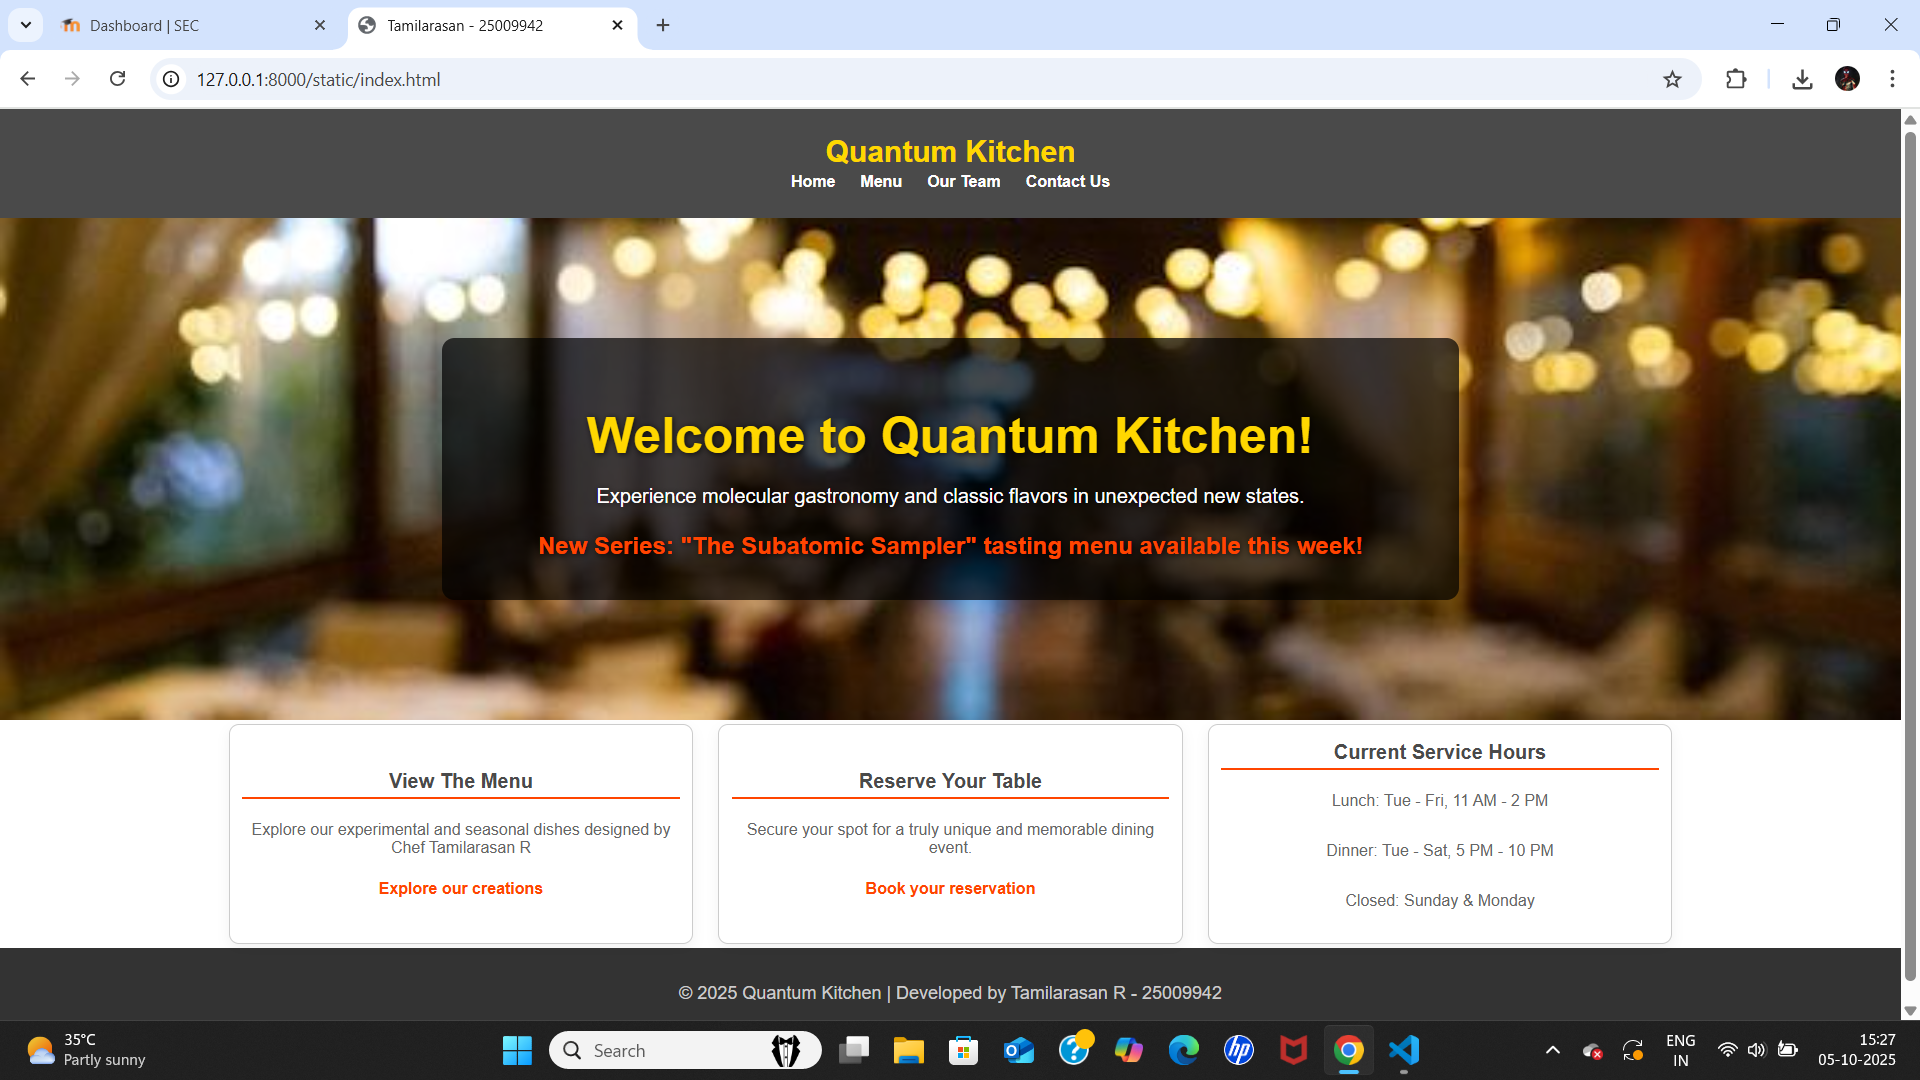 Dashboard | SEC
Tamilarasan - 25009942
127.0.0.1:8000/static/index.html
Quantum Kitchen
Home Menu Our Team Contact Us
Welcome to Quantum Kitchen!
Experience molecular gastronomy and classic flavors in unexpected new states.
New Series: "The Subatomic Sampler" tasting menu available this week!
View The Menu
Explore our experimental and seasonal dishes designed by
Chef Tamilarasan R
Explore our creations
Reserve Your Table
Secure your spot for a truly unique and memorable dining
event.
Book your reservation
Current Service Hours
Lunch: Tue - Fri, 11 AM - 2 PM
Dinner: Tue - Sat, 5 PM - 10 PM
Closed: Sunday & Monday
© 2025 Quantum Kitchen | Developed by Tamilarasan R - 25009942
35°C
Partly sunny
Search
hp
ENG
IN
15:27
05-10-2025